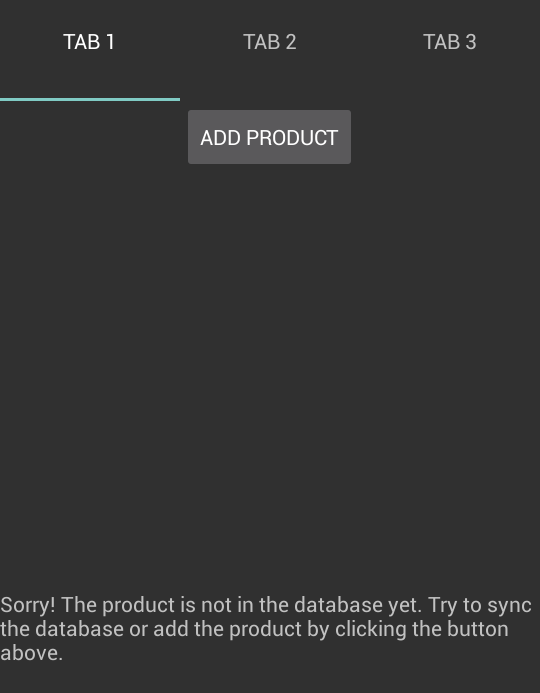 TAB 1 TAB 2 TAB 3
ADD PRODUCT
Sorry! The product is not in the database yet. Try to sync
the database or add the product by clicking the button
above.